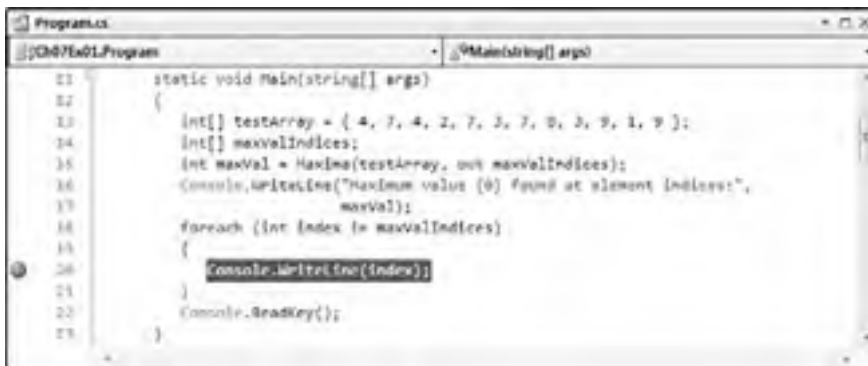 Program.cs
Ch07Ex01.Program
Main(string[] args)
11 static void Main(string[] args)
12 {
13 int[] testArray = { 4, 7, 4, 2, 7, 3, 7, 8, 3, 9, 1, 9 };
14 int[] maxValIndices;
15 int maxVal = Maxima(testArray, out maxValIndices);
16 Console.WriteLine("Maximum value {0} found at element indices:",
17 maxVal);
18 foreach (int index in maxValIndices)
19 {
20 Console.WriteLine(index);
21 }
22 Console.ReadKey();
23 }